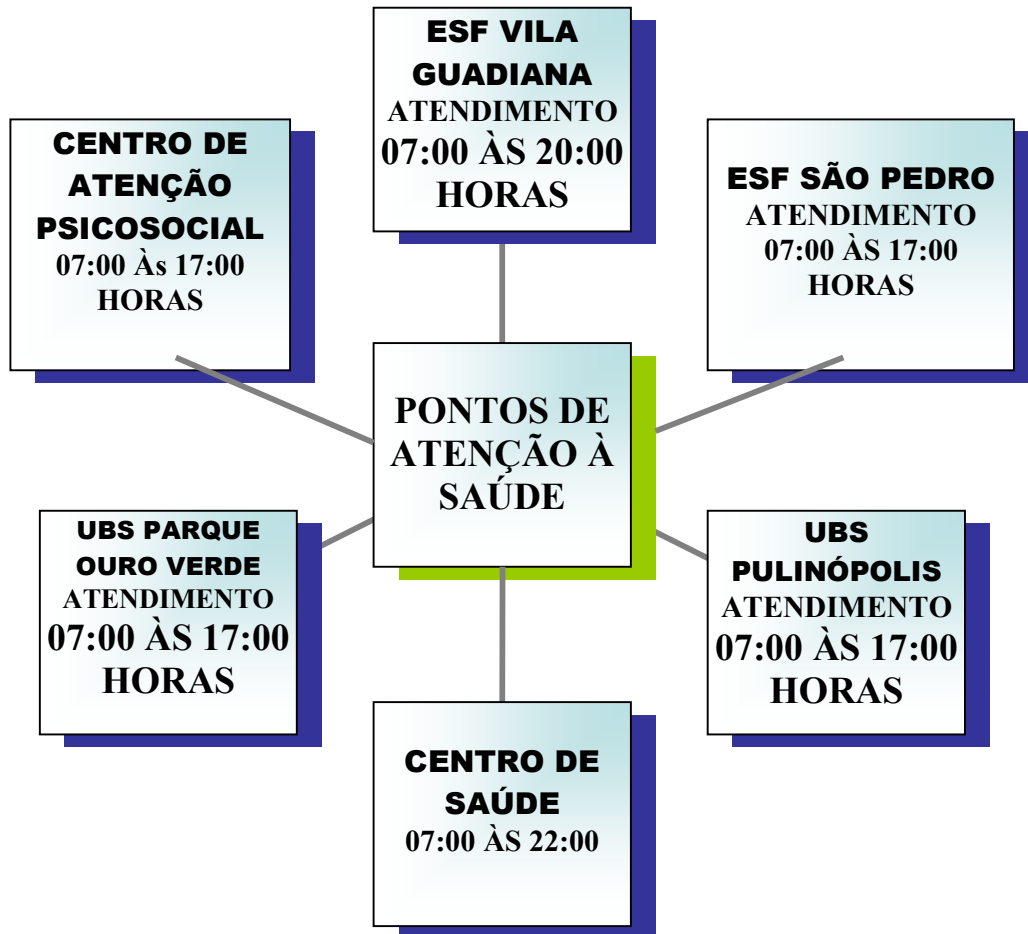 ESF VILA
GUADIANA
ATENDIMENTO
07:00 ÀS 20:00
HORAS
CENTRO DE
ATENÇÃO
PSICOSOCIAL
07:00 Às 17:00
HORAS
ESF SÃO PEDRO
ATENDIMENTO
07:00 ÀS 17:00
HORAS
PONTOS DE
ATENÇÃO À
SAÚDE
UBS PARQUE
OURO VERDE
ATENDIMENTO
07:00 ÀS 17:00
HORAS
UBS
PULINÓPOLIS
ATENDIMENTO
07:00 ÀS 17:00
HORAS
CENTRO DE
SAÚDE
07:00 ÀS 22:00